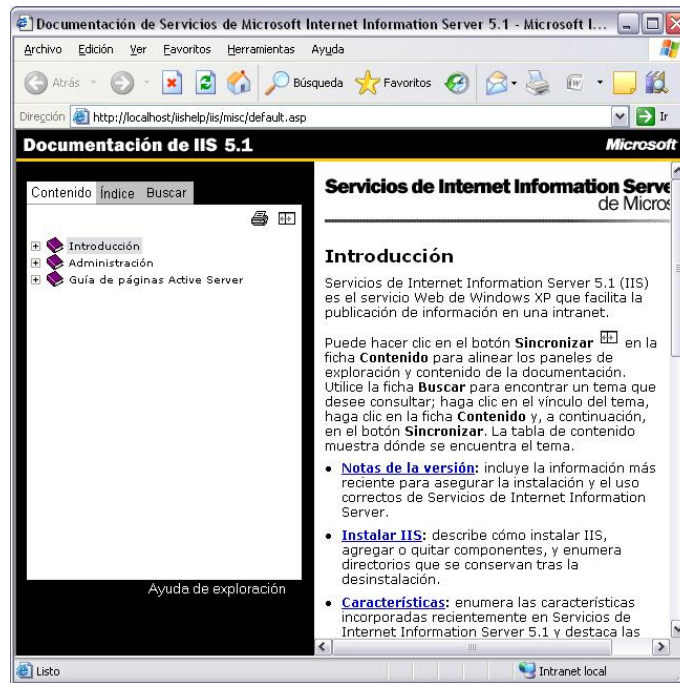 Documentación de Servicios de Microsoft Internet Information Server 5.1 - Microsoft I...
Archivo Edición Ver Favoritos Herramientas Ayuda
Atrás Búsqueda Favoritos
Dirección http://localhost/iishelp/iis/misc/default.asp Ir
Documentación de IIS 5.1 Microsoft
Contenido Índice Buscar
Introducción
Administración
Guía de páginas Active Server
Ayuda de exploración
Servicios de Internet Information Serve
de Micros
Introducción
Servicios de Internet Information Server 5.1 (IIS)
es el servicio Web de Windows XP que facilita la
publicación de información en una intranet.
Puede hacer clic en el botón Sincronizar en la
ficha Contenido para alinear los paneles de
exploración y contenido de la documentación.
Utilice la ficha Buscar para encontrar un tema que
desee consultar; haga clic en el vínculo del tema,
haga clic en la ficha Contenido y, a continuación,
en el botón Sincronizar. La tabla de contenido
muestra dónde se encuentra el tema.
• Notas de la versión: incluye la información más
reciente para asegurar la instalación y el uso
correctos de Servicios de Internet Information
Server.
• Instalar IIS: describe cómo instalar IIS,
agregar o quitar componentes, y enumera
directorios que se conservan tras la
desinstalación.
• Características: enumera las características
incorporadas recientemente en Servicios de
Internet Information Server 5.1 y destaca las
Listo Intranet local